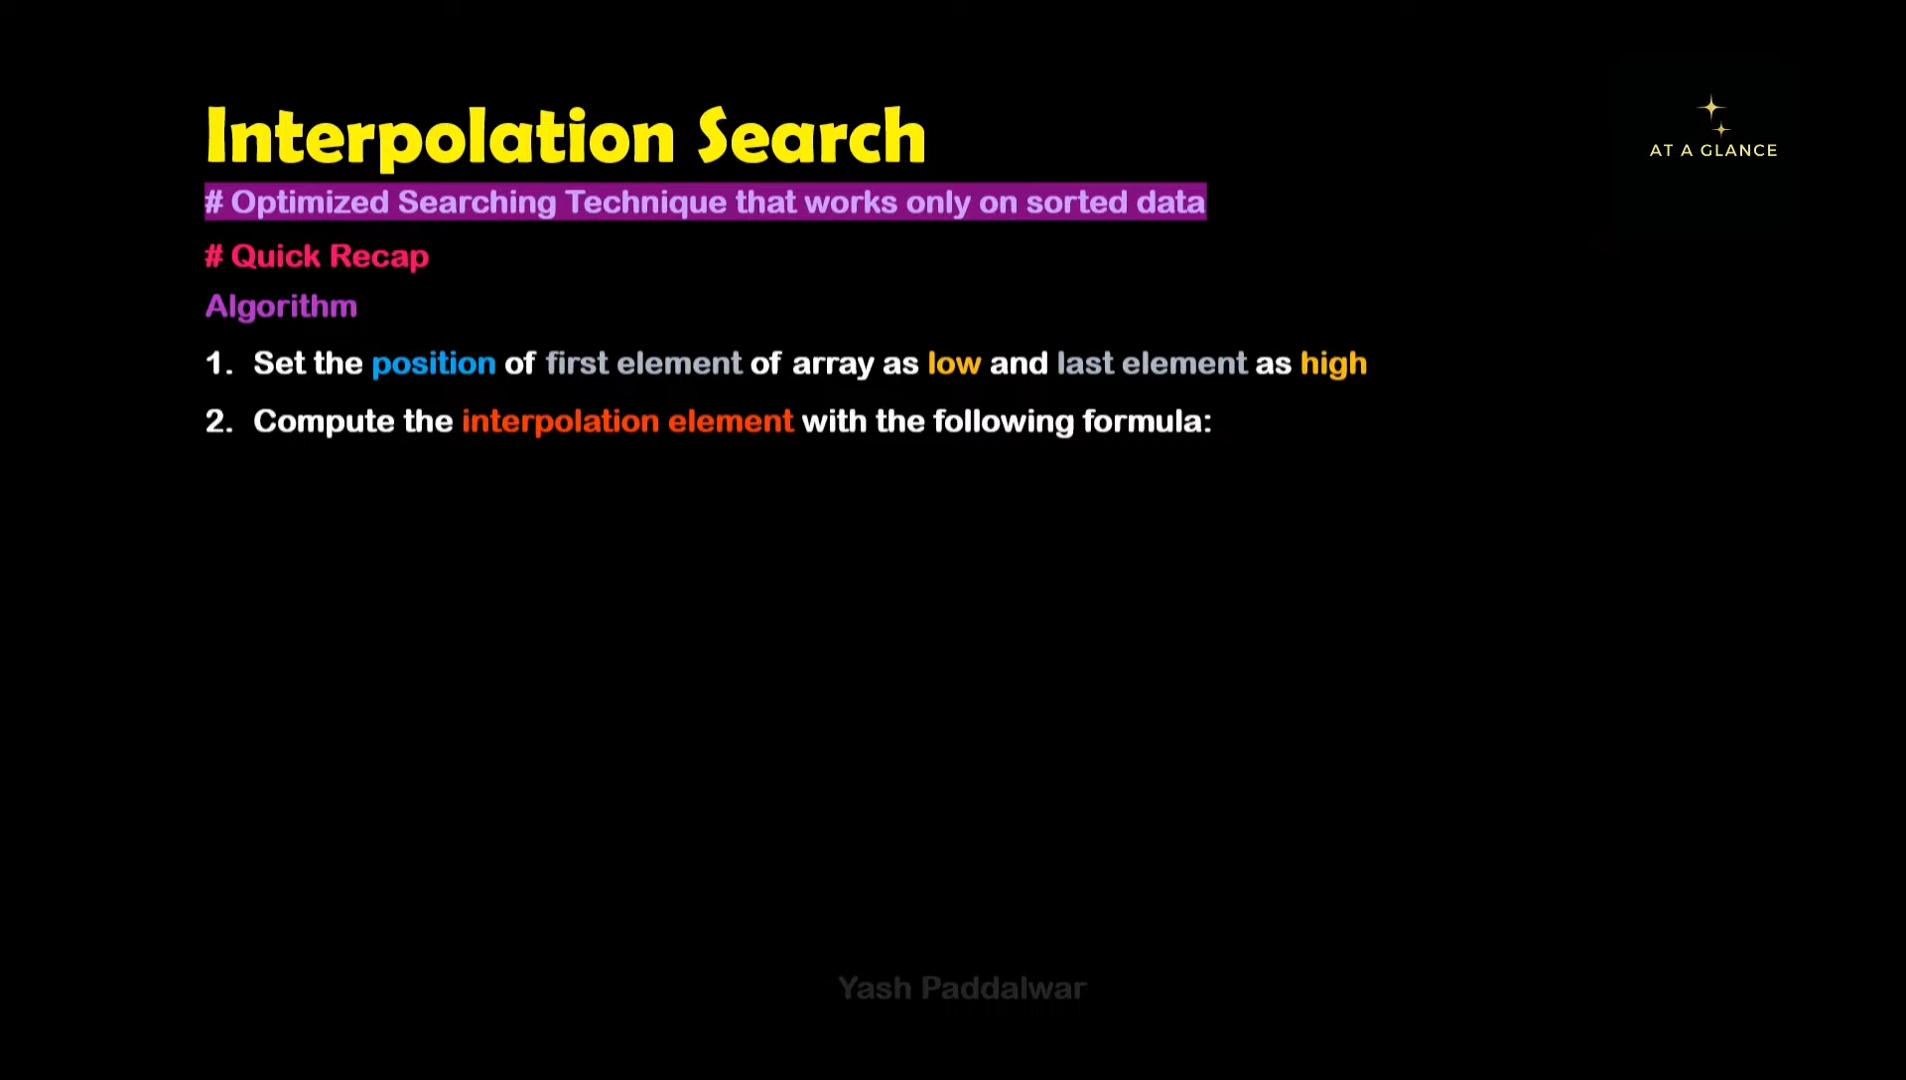 Interpolation Search
AT A GLANCE
# Optimized Searching Technique that works only on sorted data
# Quick Recap
Algorithm
1. Set the position of first element of array as low and last element as high
2. Compute the interpolation element with the following formula:
Yash Paddalwar